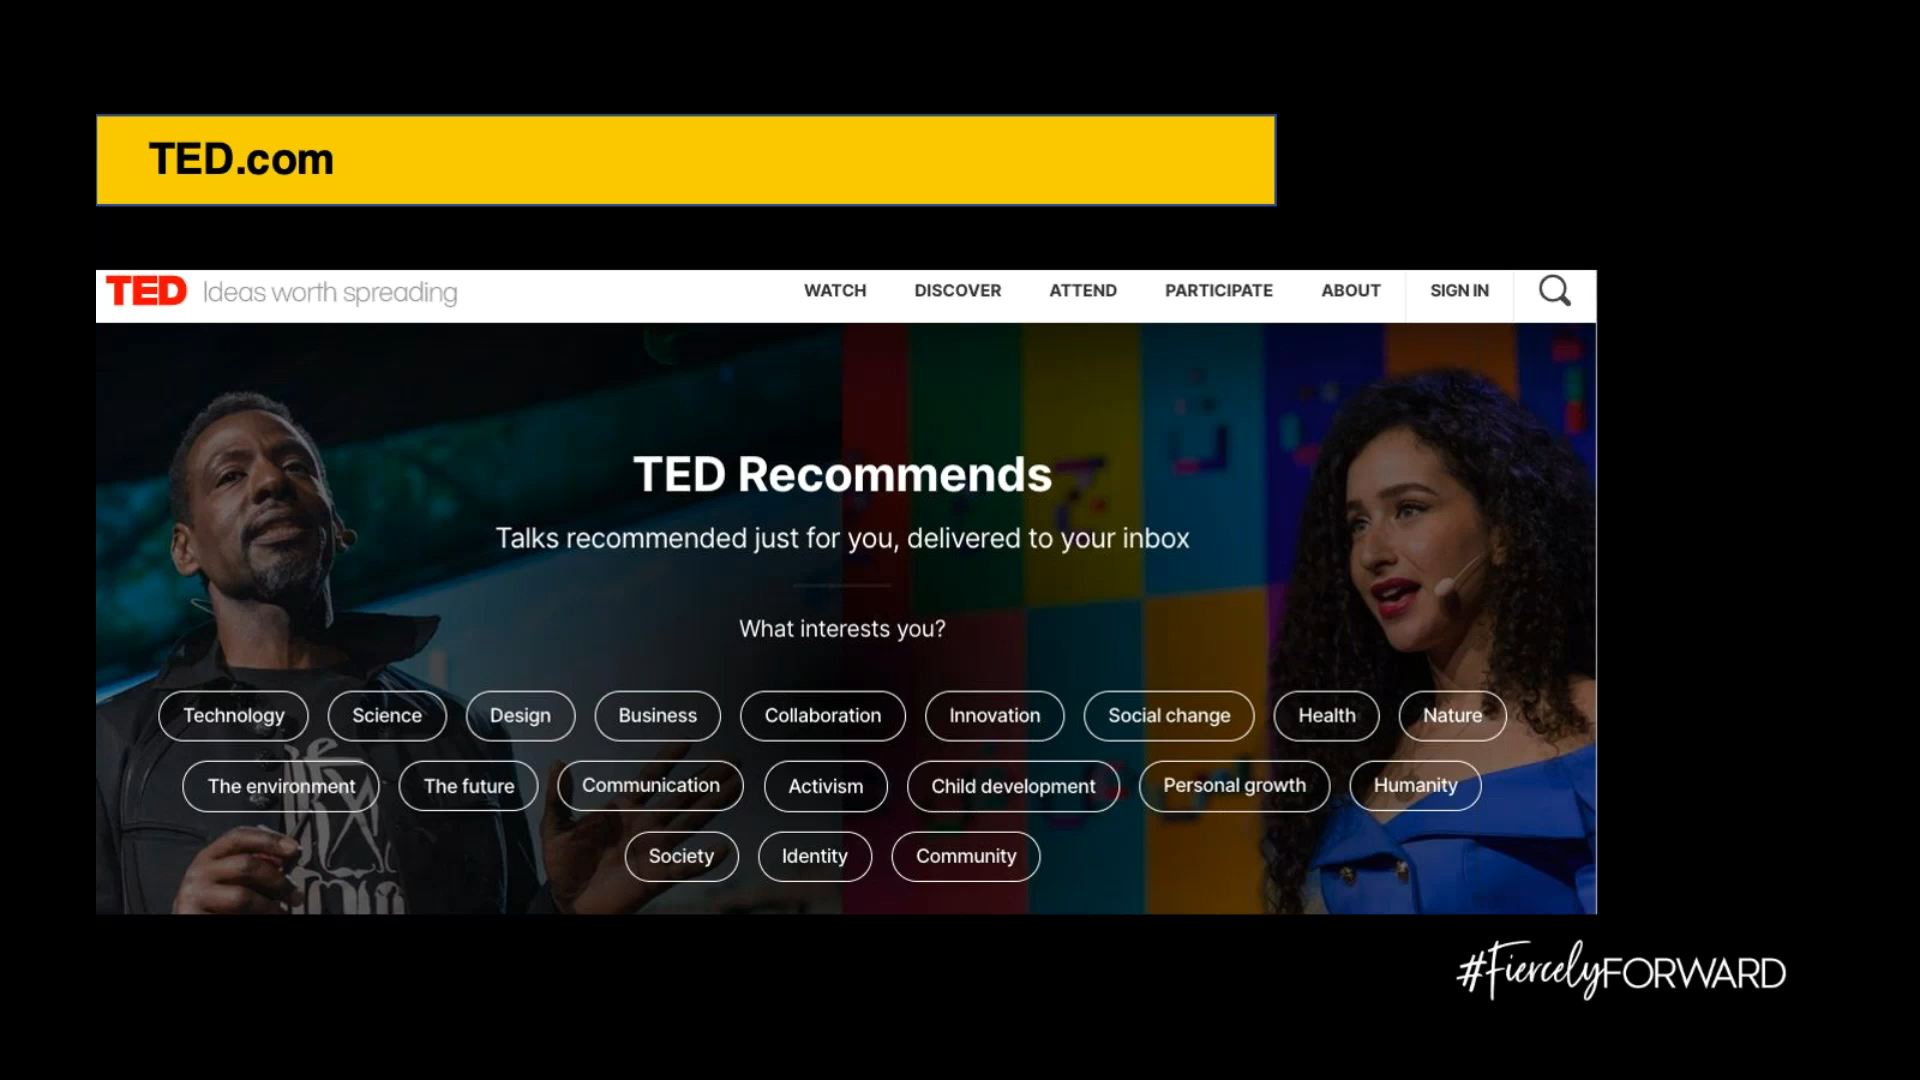 TED.com
TED Ideas worth spreading WATCH DISCOVER ATTEND PARTICIPATE ABOUT SIGN IN
TED Recommends
Talks recommended just for you, delivered to your inbox
What interests you?
Technology Science Design Business Collaboration Innovation Social change Health Nature
The environment The future Communication Activism Child development Personal growth Humanity
Society Identity Community
#FiercelyFORWARD